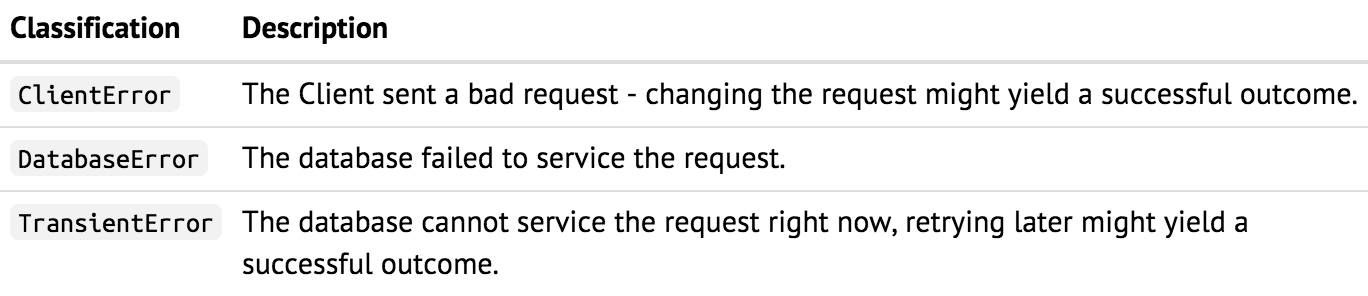 Classification Description
ClientError The Client sent a bad request - changing the request might yield a successful outcome.
DatabaseError The database failed to service the request.
TransientError The database cannot service the request right now, retrying later might yield a
successful outcome.